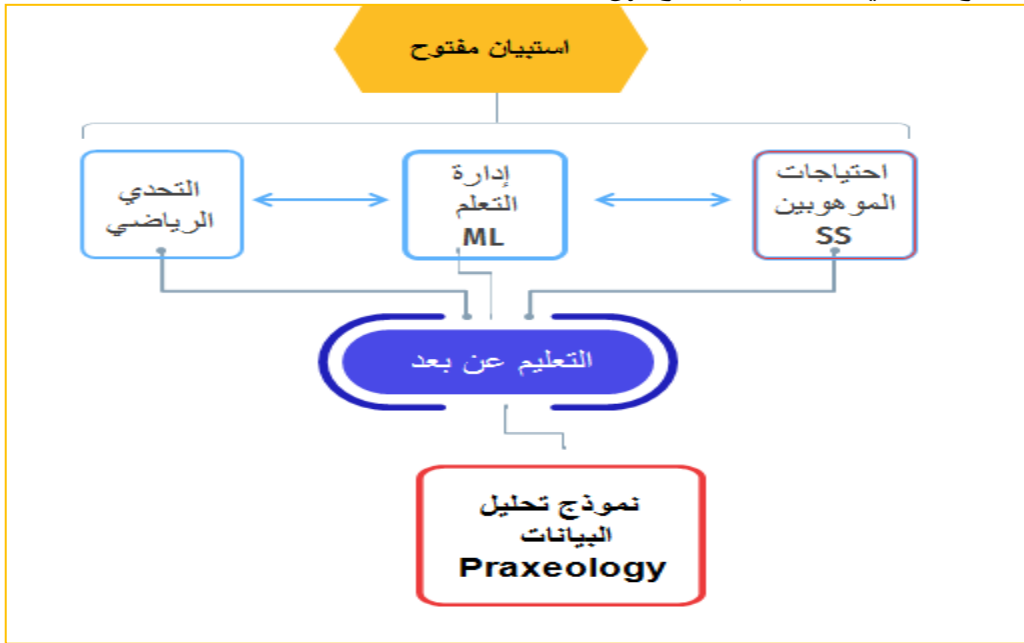 استبيان مفتوح
احتياجات
الموهوبين
SS
إدارة
التعلم
ML
التحدي
الرياضي
التعليم عن بعد
نموذج تحليل
البيانات
Praxeology